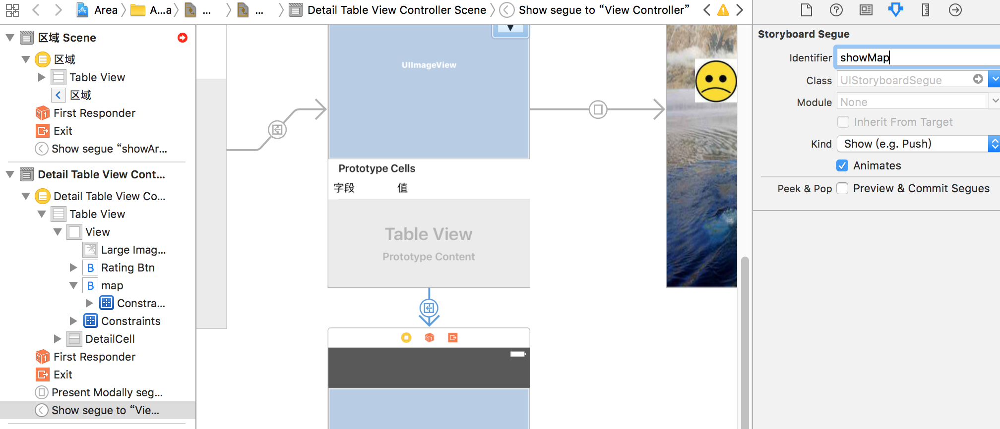 Area A...a ... ... Detail Table View Controller Scene Show segue to “View Controller”
区域 Scene
区域
Table View
区域
First Responder
Exit
Show segue “showAr...
Detail Table View Cont...
Detail Table View Co...
Table View
View
Large Imag...
B Rating Btn
B map
Constra...
Constraints
DetailCell
First Responder
Exit
Present Modally seg...
Show segue to “Vie...
UIImageView
Prototype Cells
字段 值
Table View
Prototype Content
Storyboard Segue
Identifier showMap
Class UIStoryboardSegue
Module None
Inherit From Target
Kind Show (e.g. Push)
Animates
Peek & Pop Preview & Commit Segues